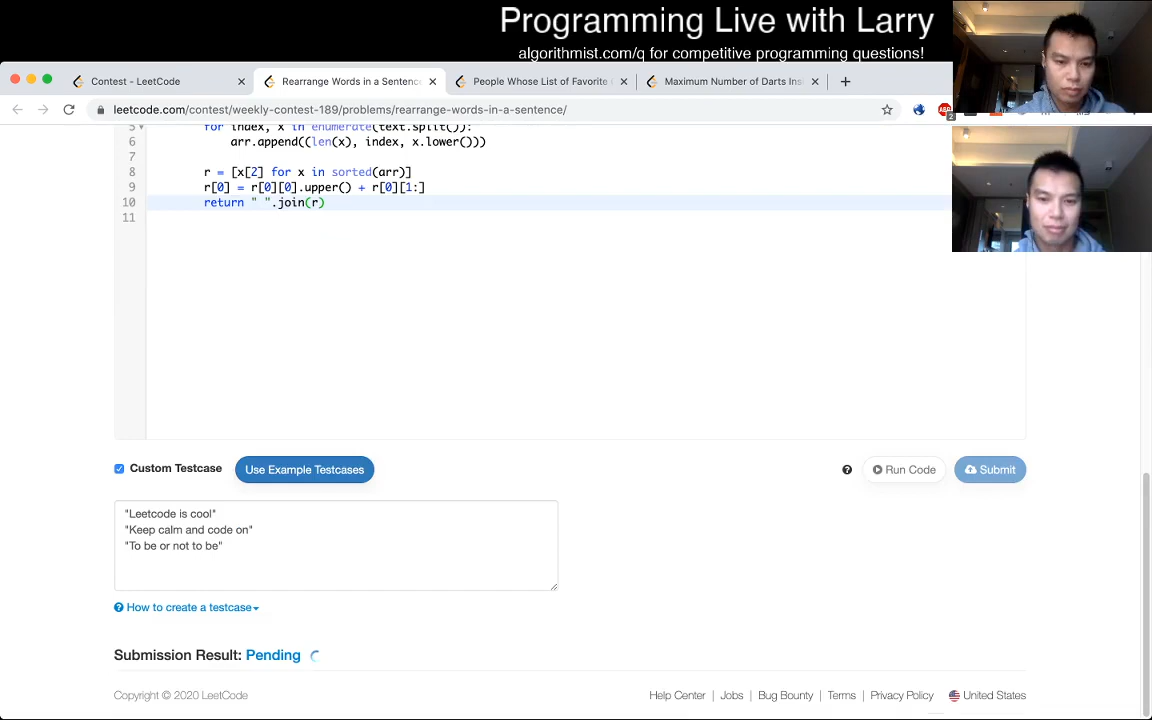 Programming Live with Larry
algorithmist.com/q for competitive programming questions!
Contest - LeetCode
Rearrange Words in a Sentenc
People Whose List of Favorite
Maximum Number of Darts Ins
leetcode.com/contest/weekly-contest-189/problems/rearrange-words-in-a-sentence/
5 for index, x in enumerate(text.split()):
6 arr.append((len(x), index, x.lower()))
7
8 r = [x[2] for x in sorted(arr)]
9 r[0] = r[0][0].upper() + r[0][1:]
10 return " ".join(r)
11
Custom Testcase Use Example Testcases Run Code Submit
"Leetcode is cool"
"Keep calm and code on"
"To be or not to be"
How to create a testcase
Submission Result: Pending
Copyright © 2020 LeetCode Help Center | Jobs | Bug Bounty | Terms | Privacy Policy United States